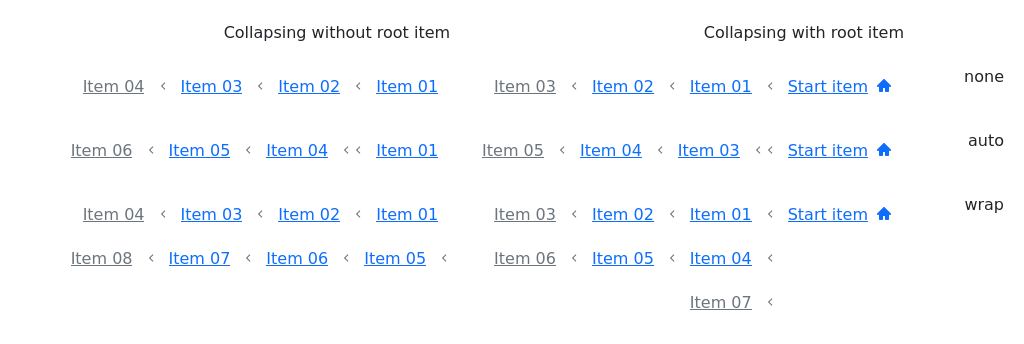 Collapsing without root item Collapsing with root item
Item 04 ‹ Item 03 ‹ Item 02 ‹ Item 01 Item 03 ‹ Item 02 ‹ Item 01 ‹ Start item none
Item 06 ‹ Item 05 ‹ Item 04 ‹ ‹ Item 01 Item 05 ‹ Item 04 ‹ Item 03 ‹ ‹ Start item auto
Item 04 ‹ Item 03 ‹ Item 02 ‹ Item 01 Item 03 ‹ Item 02 ‹ Item 01 ‹ Start item wrap
Item 08 ‹ Item 07 ‹ Item 06 ‹ Item 05 ‹ Item 06 ‹ Item 05 ‹ Item 04 ‹
Item 07 ‹